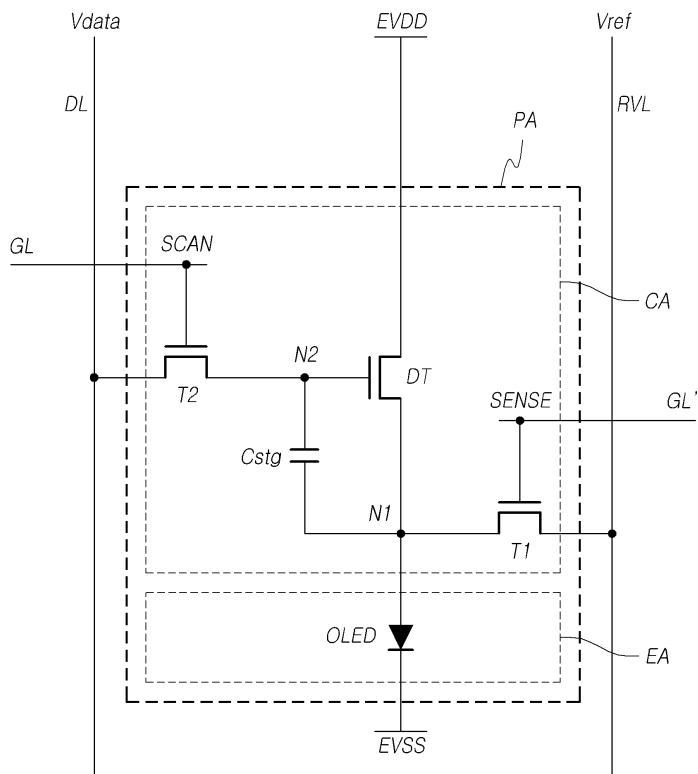 Vdata
EVDD
Vref
DL
PA
RVL
GL
SCAN
CA
N2
DT
T2
SENSE
GL'
Cstg
N1
T1
OLED
EA
EVSS